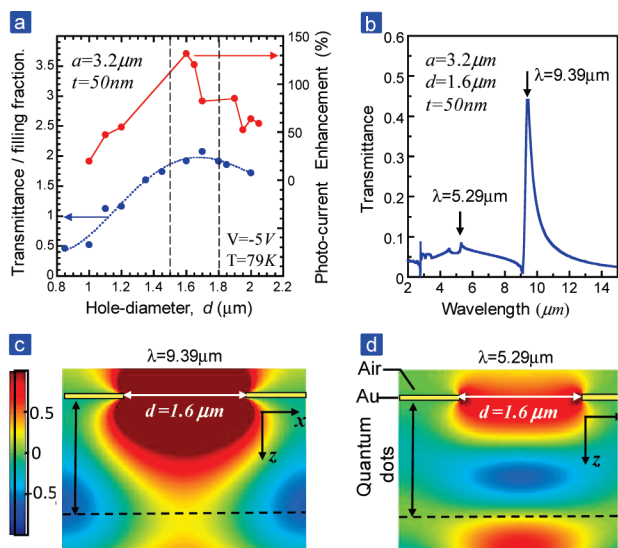 a
Transmittance / filling fraction.
3.5
3
2.5
2
1.5
1
0.5
a=3.2μm
t=50nm
V=-5V
T=79K
150
100
50
0
Photo-current Enhancement (%)
0.8 1 1.2 1.4 1.6 1.8 2 2.2
Hole-diameter, d (μm)
b
Transmittance
0.6
0.5
0.4
0.3
0.2
0.1
0
a=3.2μm
d=1.6μm
t=50nm
λ=9.39μm
λ=5.29μm
2 4 6 8 10 12 14
Wavelength (μm)
c
λ=9.39μm
0.5
0
0.5
d=1.6 μm
x
z
d
λ=5.29μm
Air
Au
Quantum dots
d=1.6 μm
z